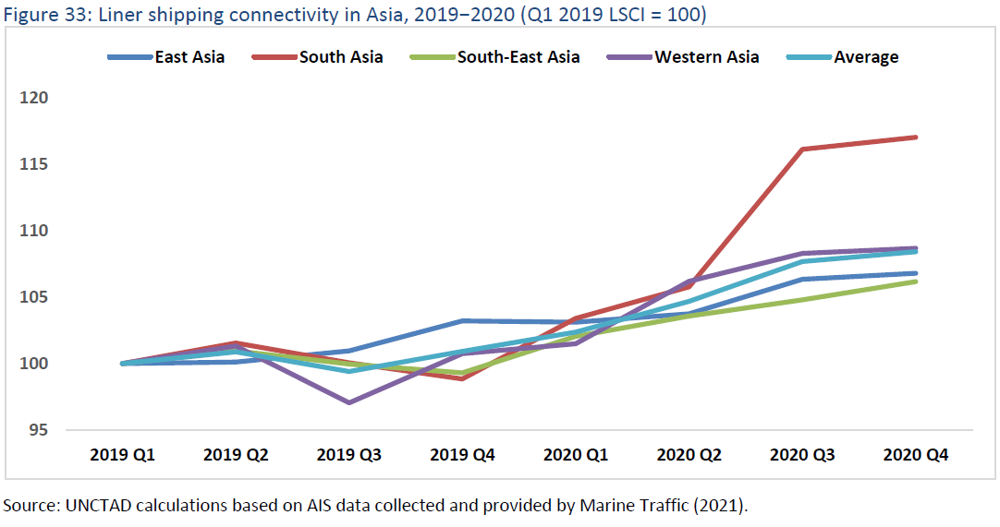 Figure 33: Liner shipping connectivity in Asia, 2019−2020 (Q1 2019 LSCI = 100)
East Asia South Asia South-East Asia Western Asia Average
120
115
110
105
100
95
2019 Q1 2019 Q2 2019 Q3 2019 Q4 2020 Q1 2020 Q2 2020 Q3 2020 Q4
Source: UNCTAD calculations based on AIS data collected and provided by Marine Traffic (2021).